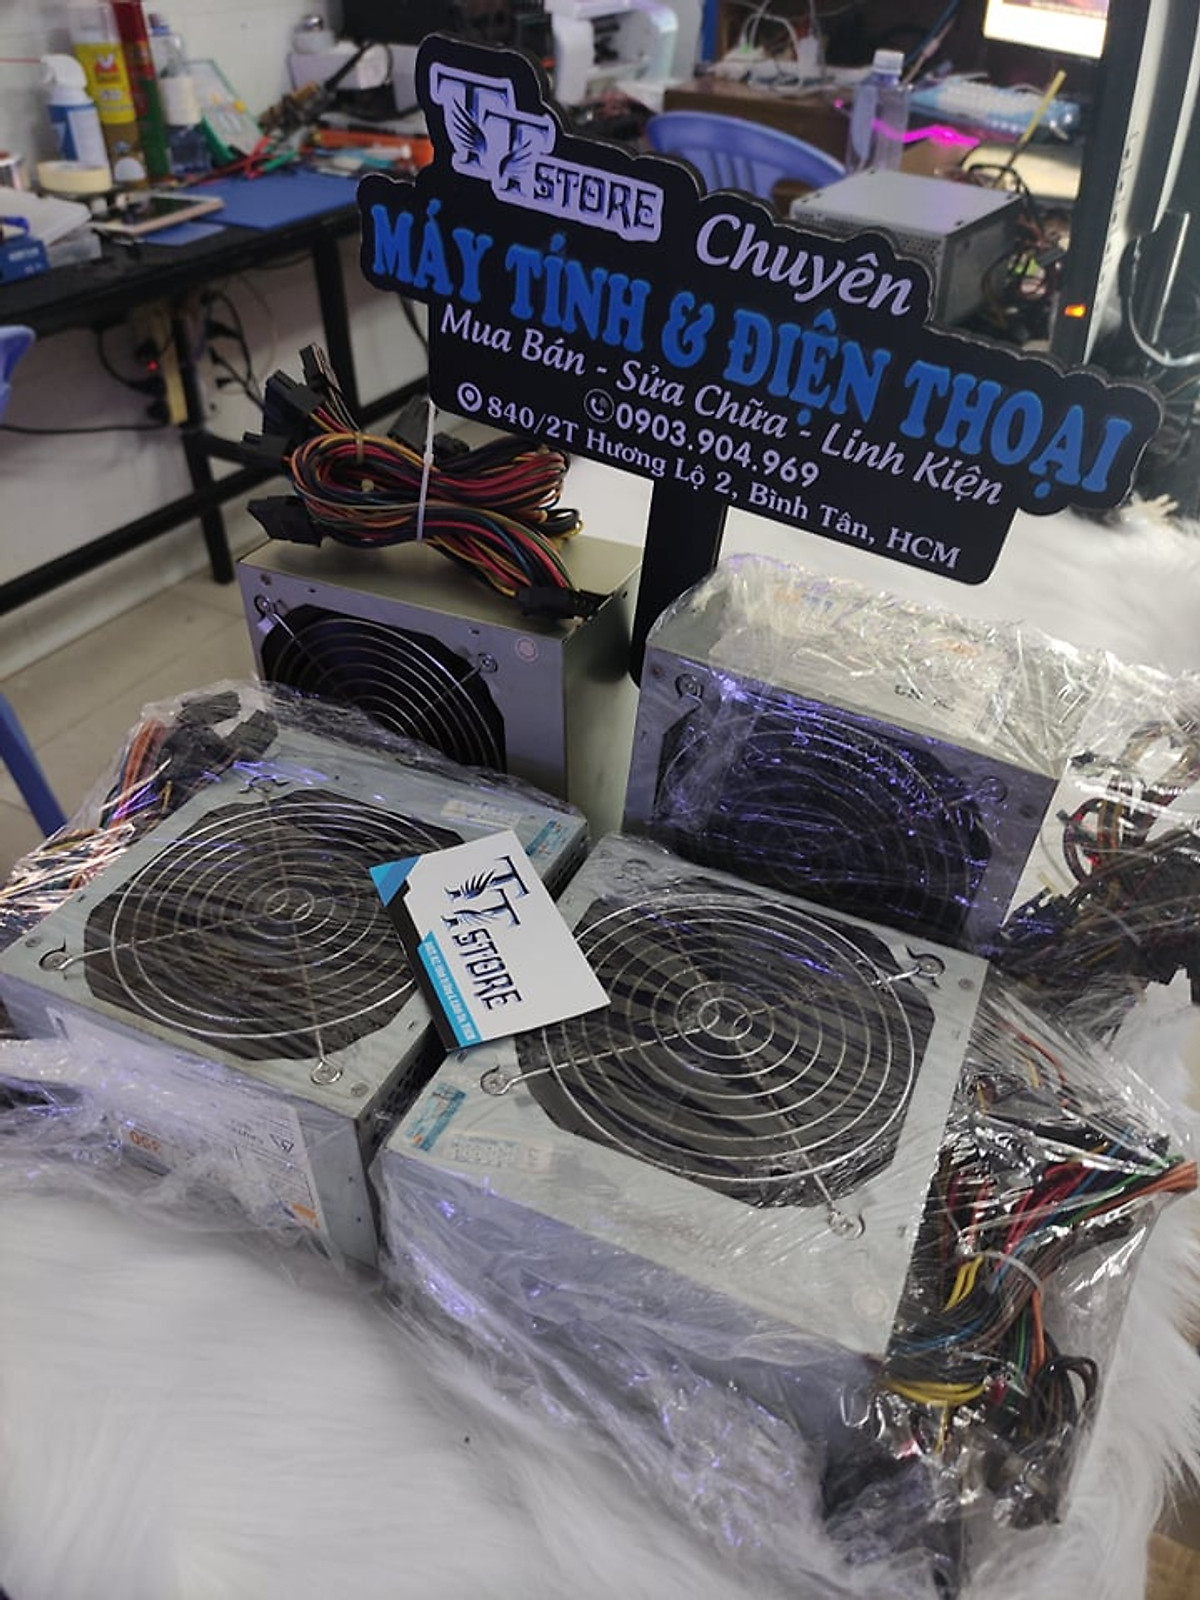 TT STORE
Chuyên
MÁY TÍNH & ĐIỆN THOẠI
Mua Bán - Sửa Chữa - Linh Kiện
0903.904.969
840/2T Hương Lộ 2, Bình Tân, HCM
TT STORE